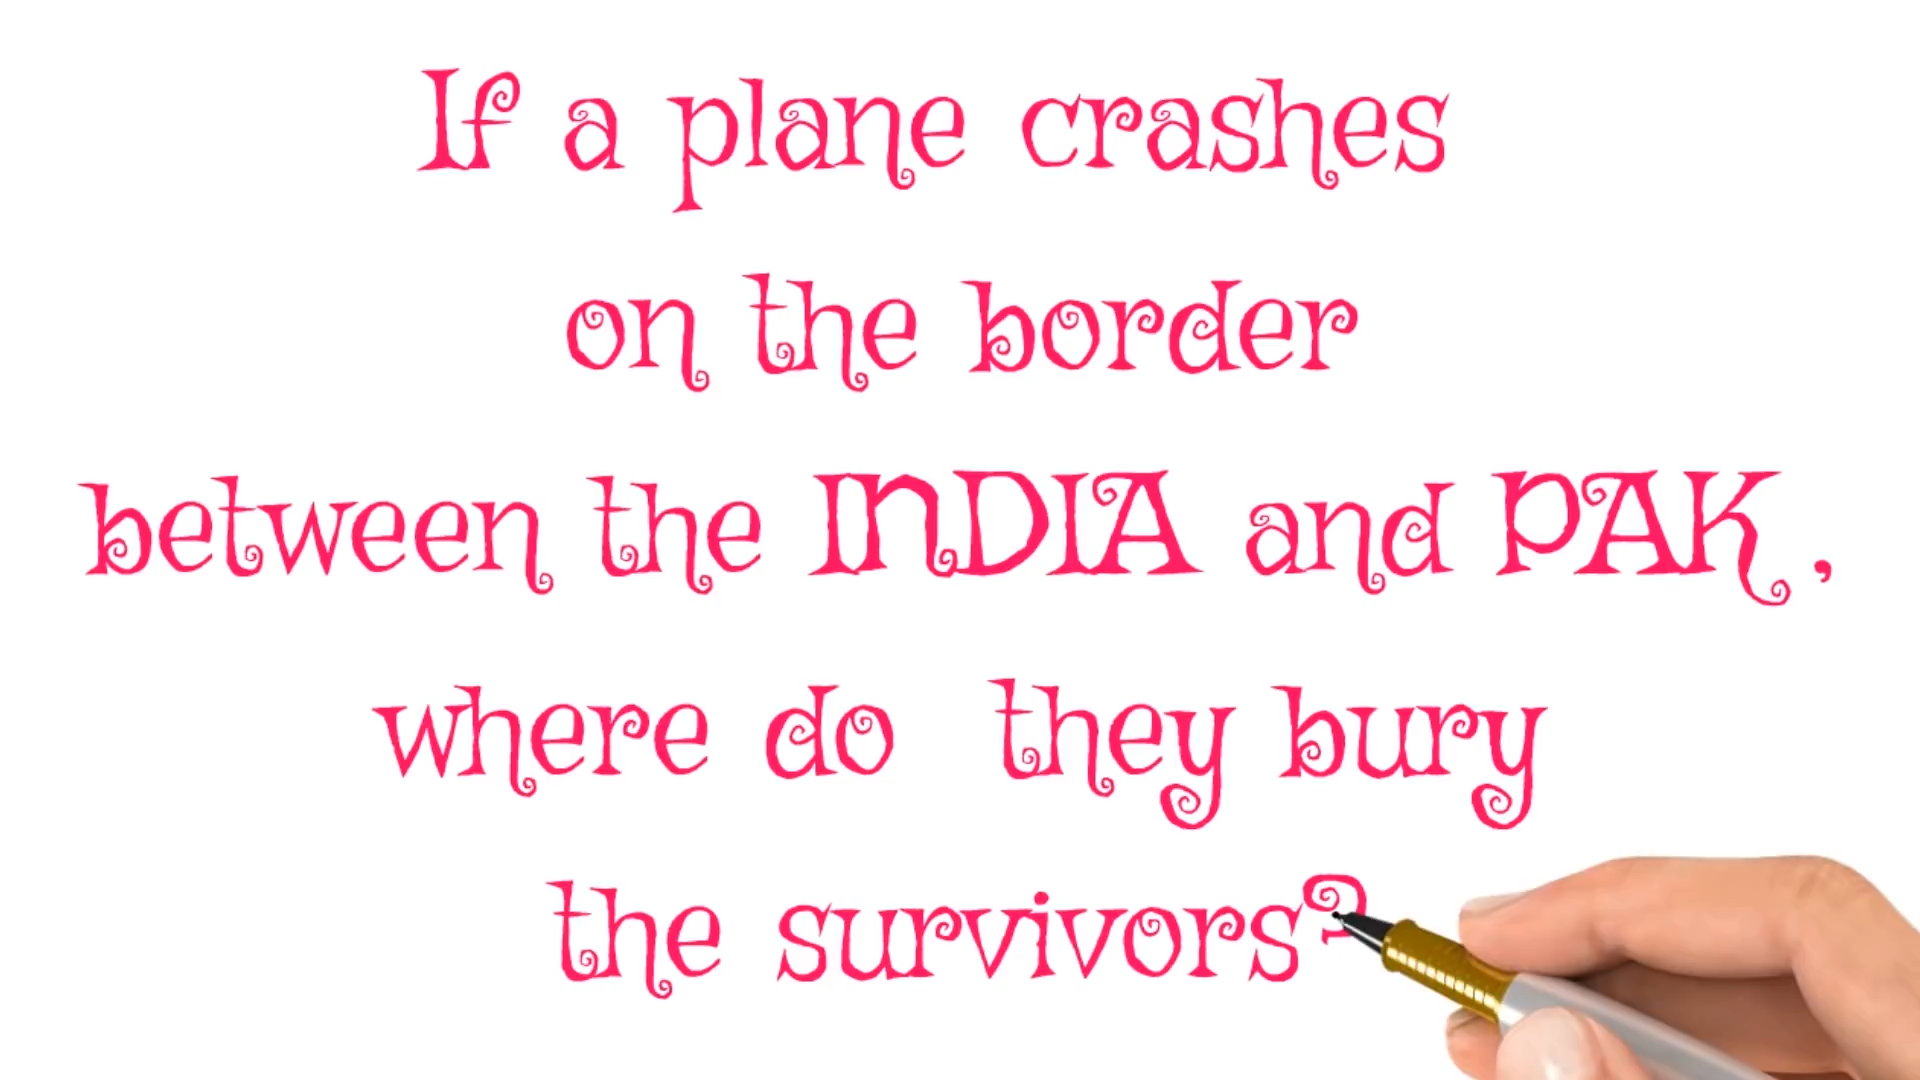 If a plane crashes
on the border
between the INDIA and PAK ,
where do they bury
the survivors?